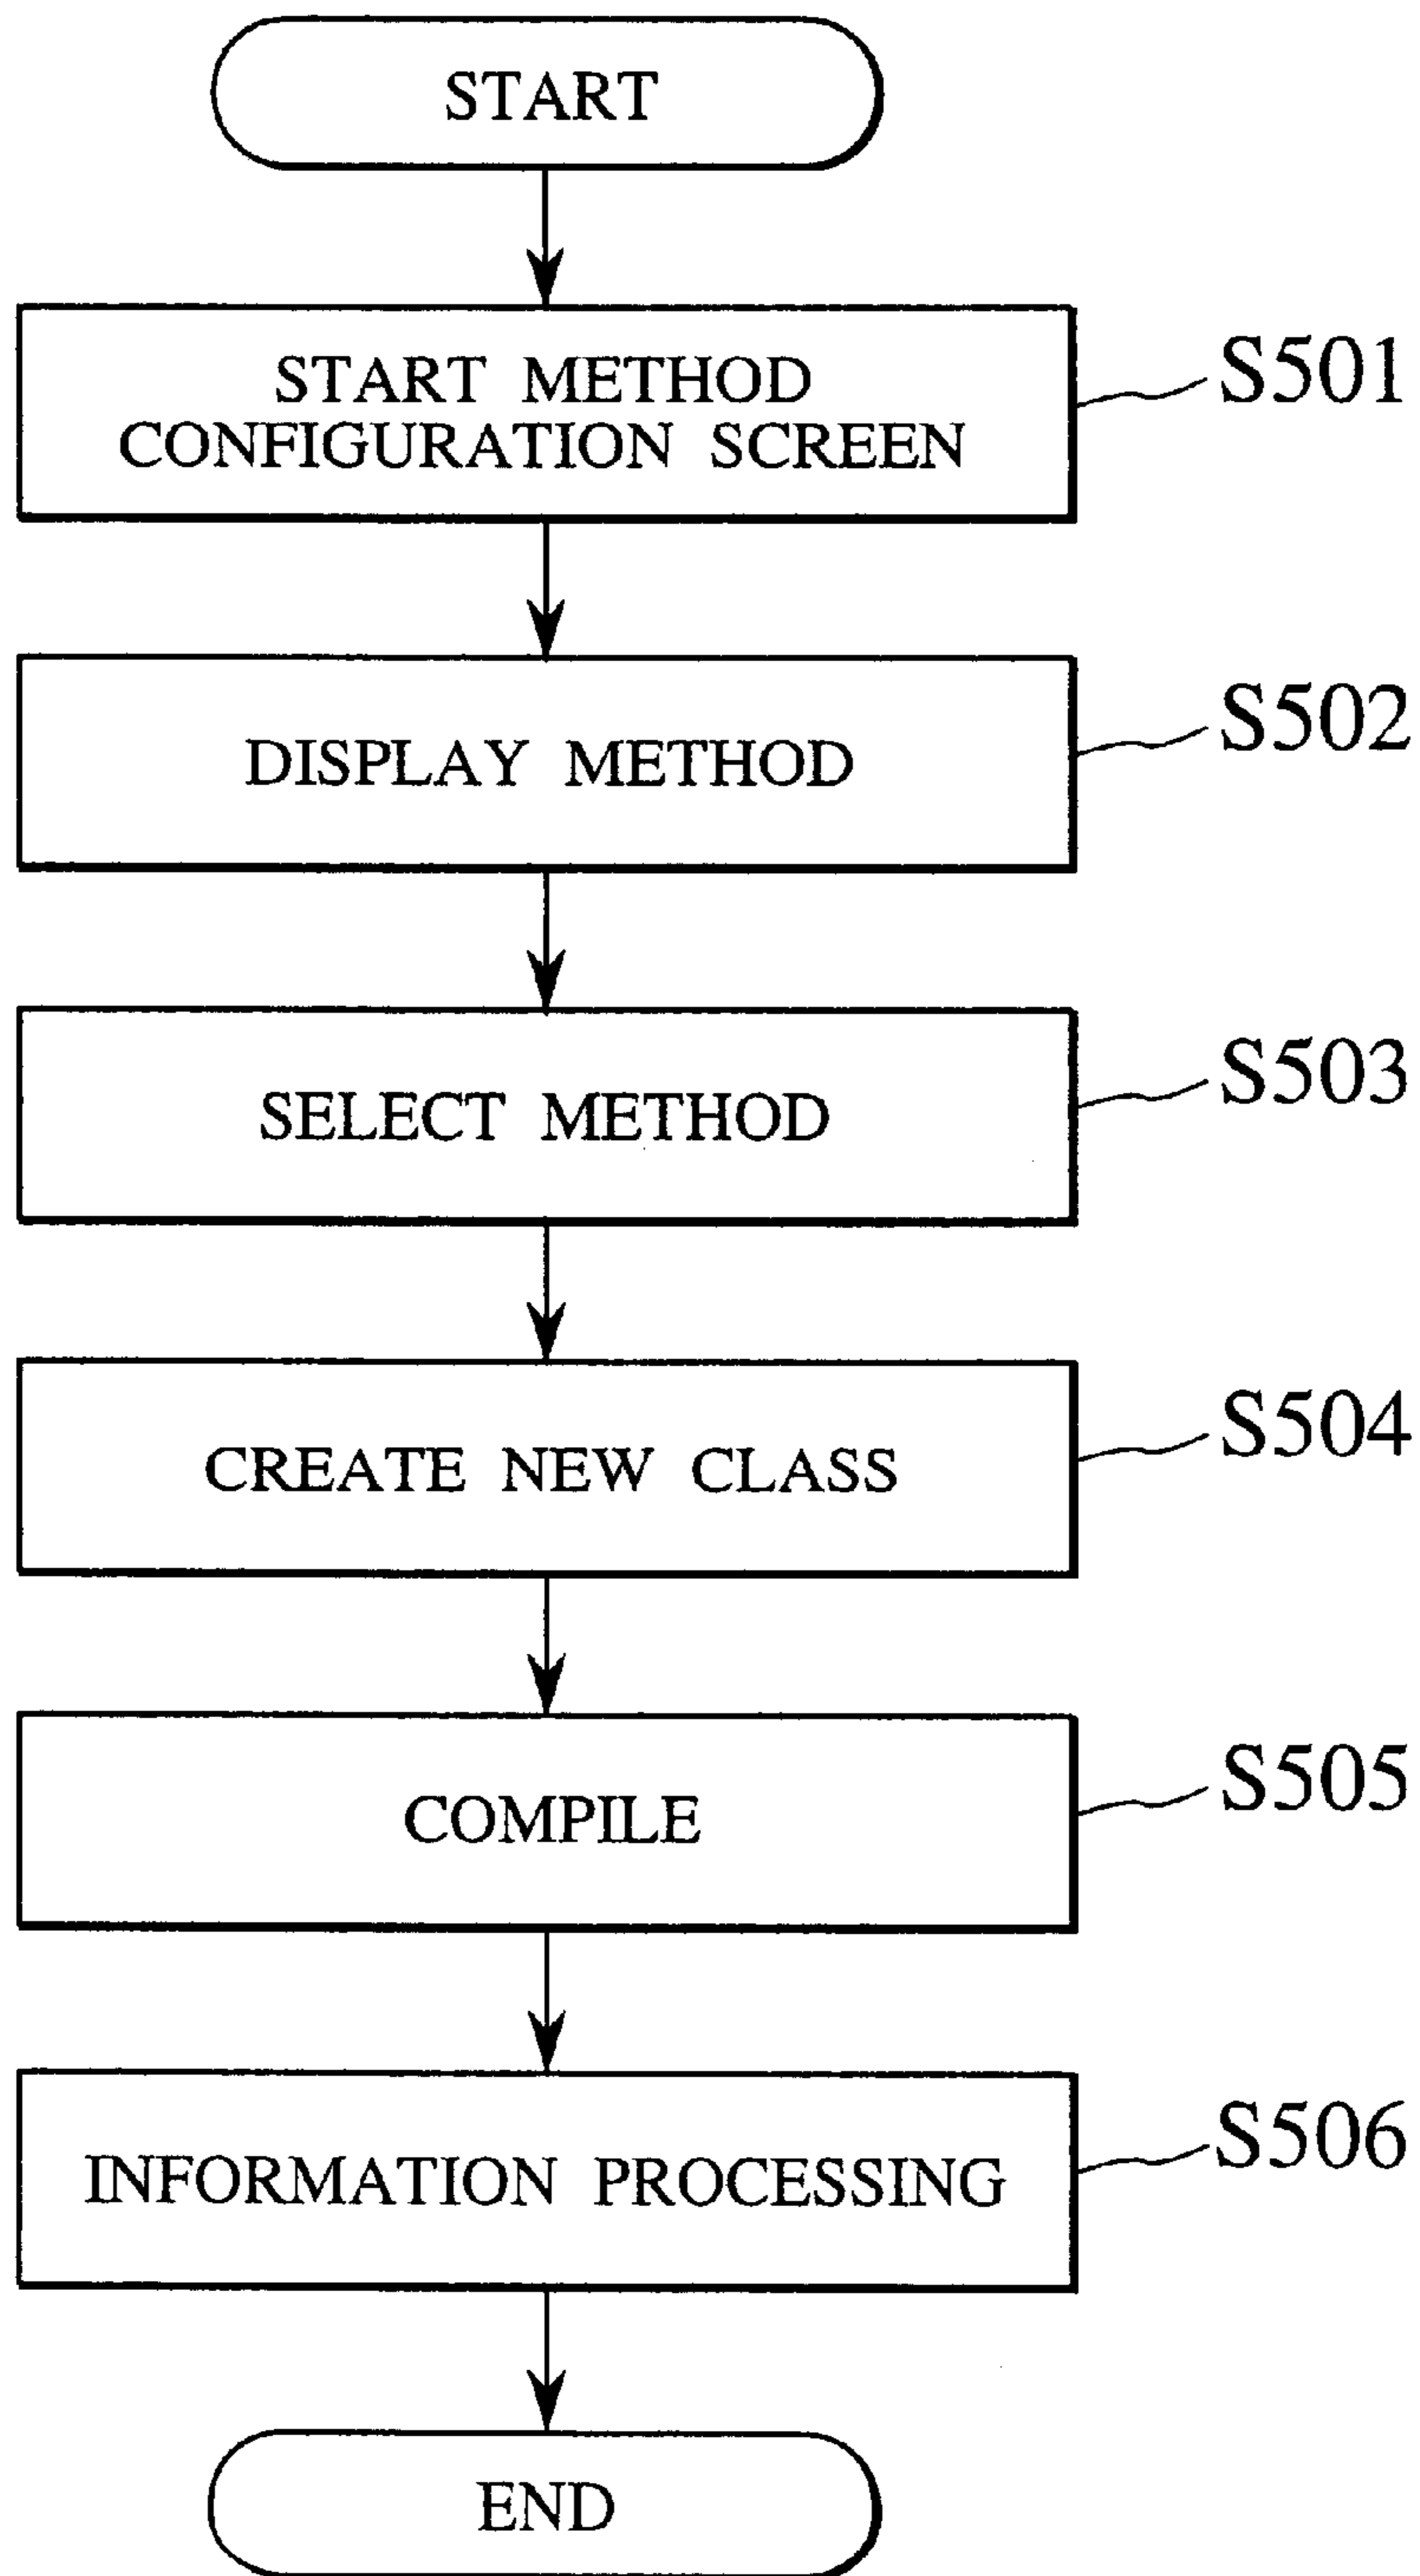 START
START METHOD
CONFIGURATION SCREEN
S501
DISPLAY METHOD
S502
SELECT METHOD
S503
CREATE NEW CLASS
S504
COMPILE
S505
INFORMATION PROCESSING
S506
END